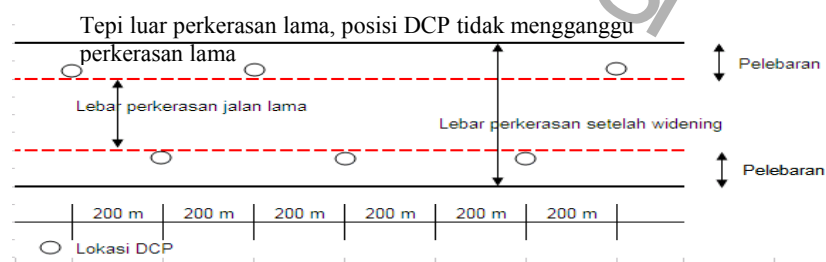 Tepi luar perkerasan lama, posisi DCP tidak mengganggu
perkerasan lama
Pelebaran
Lebar perkerasan jalan lama
Lebar perkerasan setelah widening
Pelebaran
200 m 200 m 200 m 200 m 200 m 200 m
Lokasi DCP